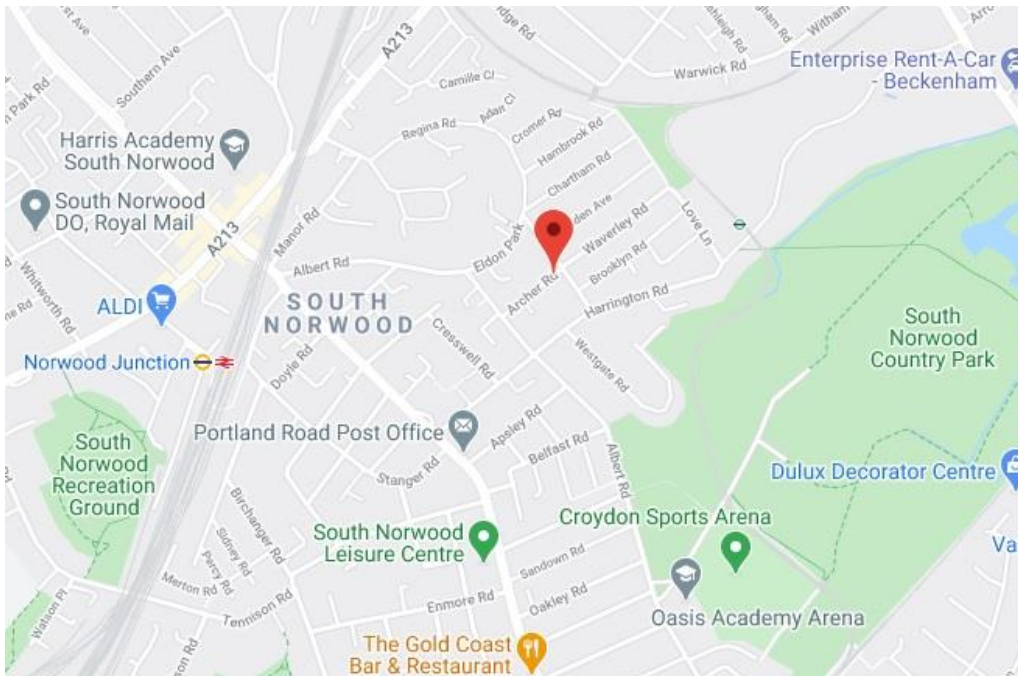 A213
Camille Cl
Warwick Rd
Witham
Enterprise Rent-A-Car
- Beckenham
Southern Ave
Park Rd
Regina Rd
Adair Cl
Cromer Rd
Hambrook Rd
Chartham Rd
Harris Academy
South Norwood
South Norwood
DO, Royal Mail
A213
Manor Rd
Love Ln
Waverley Rd
Brooklyn Rd
Eldon Park
Archer Rd
Harrington Rd
Albert Rd
Whitworth Rd
ALDI
SOUTH
NORWOOD
South
Norwood
Country Park
Norwood Junction
Doyle Rd
Cresswell Rd
Westgate Rd
Portland Road Post Office
Apsley Rd
Belfast Rd
Albert Rd
Stanger Rd
South
Norwood
Recreation
Ground
Dulux Decorator Centre
Birchanger Rd
Sidney Rd
Percy Rd
Merton Rd
Tennison Rd
Watson Pl
South Norwood
Leisure Centre
Croydon Sports Arena
Sandown Rd
Enmore Rd
Oakley Rd
Oasis Academy Arena
Va
The Gold Coast
Bar & Restaurant